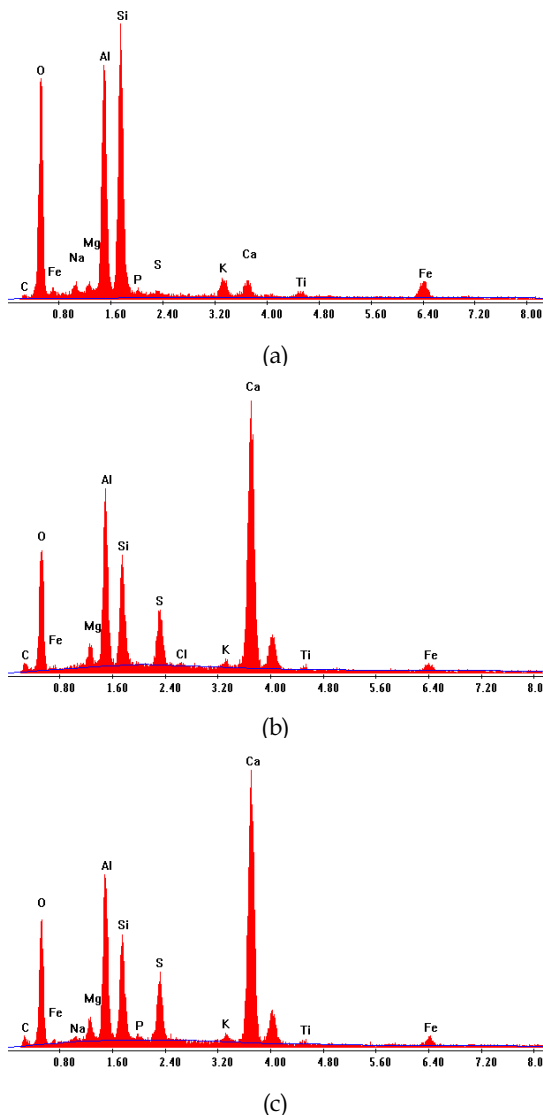 Si
Al
O
Mg
Na
Fe
C
P
S
K
Ca
Ti
Fe
0.80 1.60 2.40 3.20 4.00 4.80 5.60 6.40 7.20 8.00
(a)
Ca
Al
O
Si
S
Mg
Fe
C
Cl
K
Ti
Fe
0.80 1.60 2.40 3.20 4.00 4.80 5.60 6.40 7.20 8.0
(b)
Ca
Al
O
Si
S
Mg
Fe
C
Na
P
K
Ti
Fe
0.80 1.60 2.40 3.20 4.00 4.80 5.60 6.40 7.20 8.0
(c)